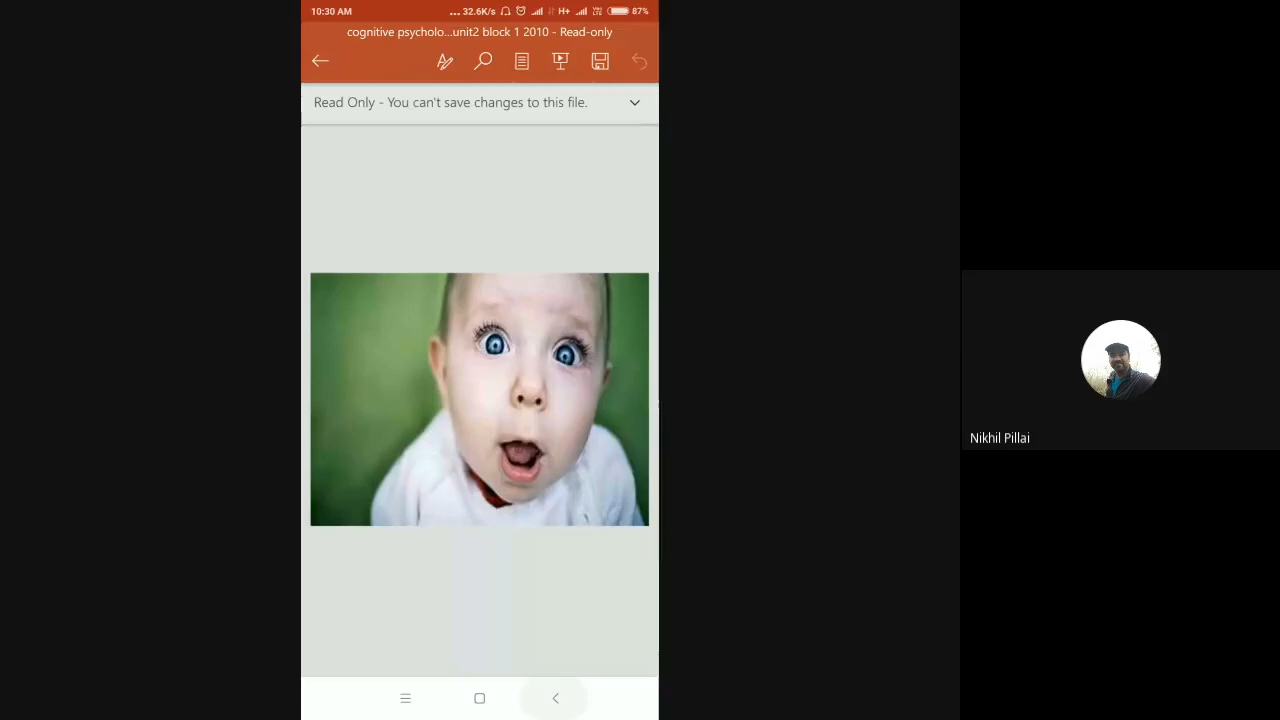 10:30 AM ... 32.6K/s H+ VoLTE 87%
cognitive psycholo...unit2 block 1 2010 - Read-only
Read Only - You can't save changes to this file.
Nikhil Pillai